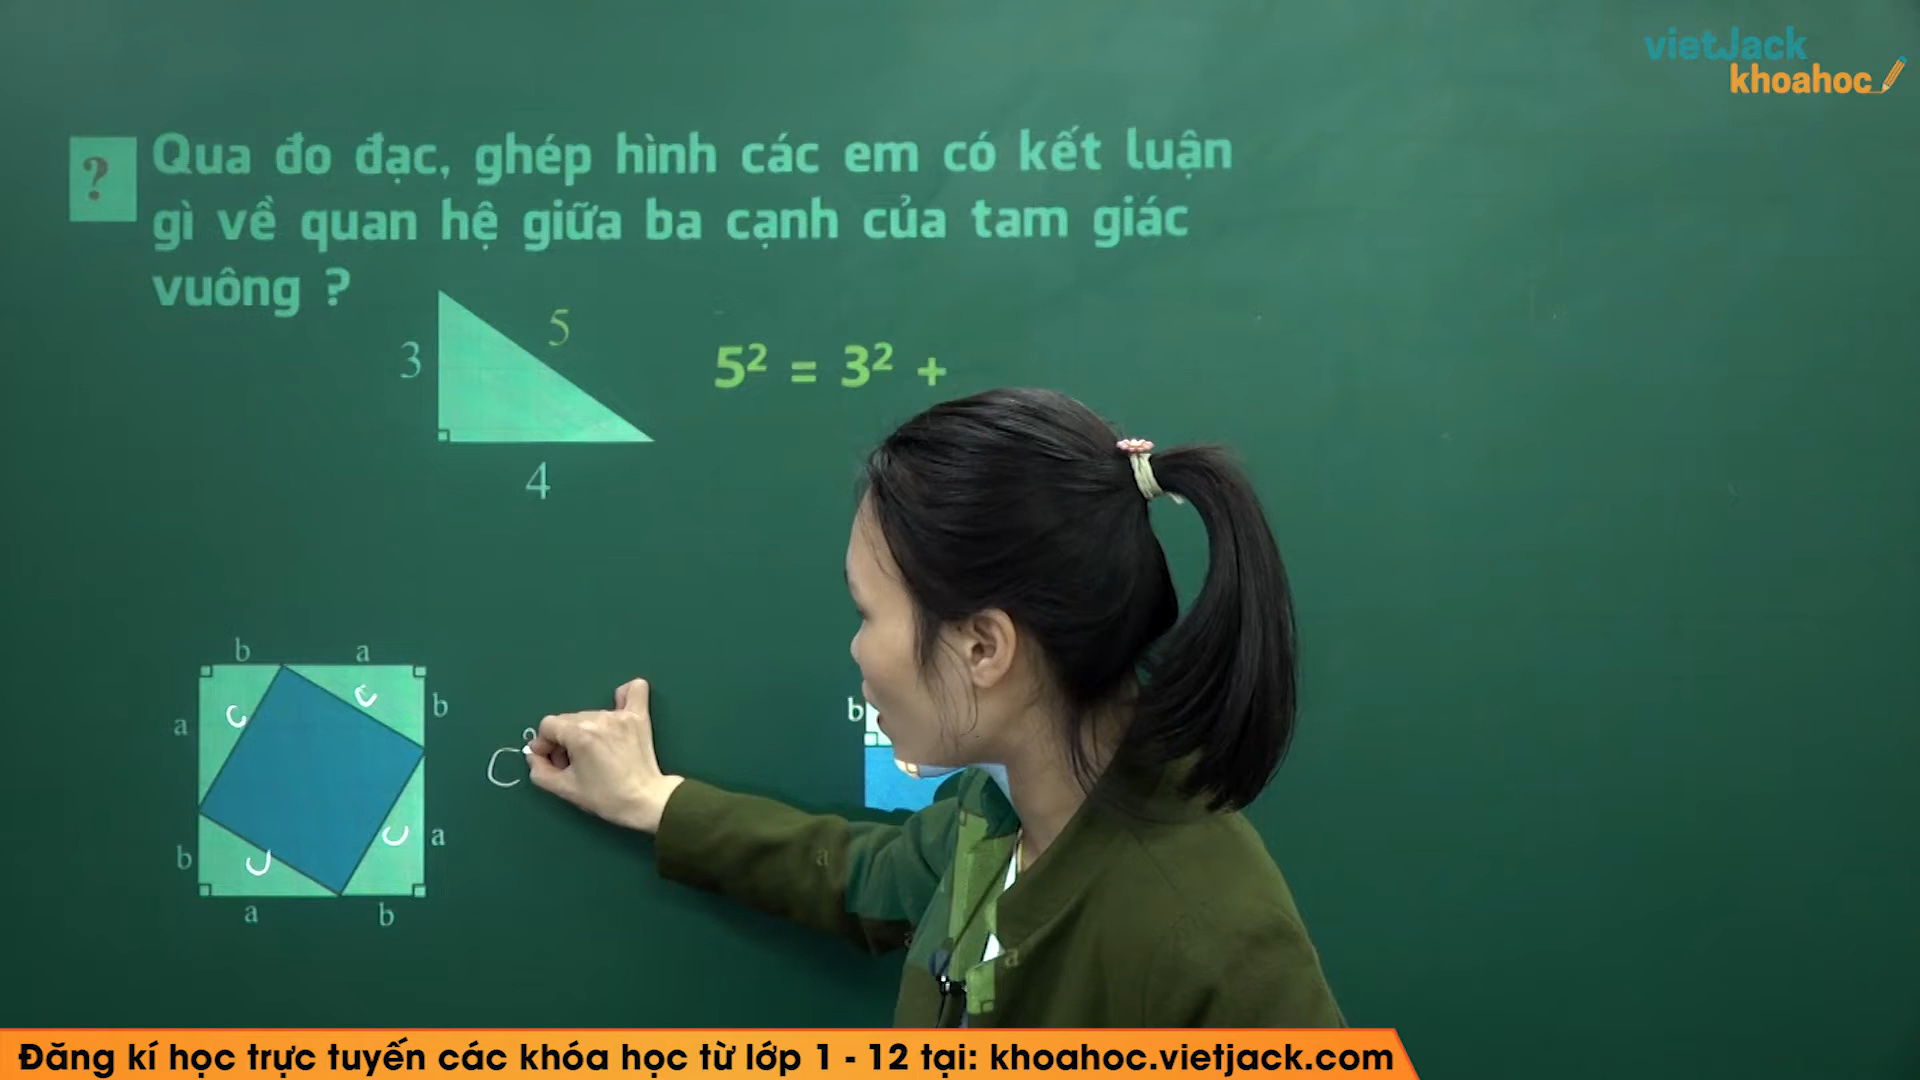 vietJack
khoahoc
? Qua đo đạc, ghép hình các em có kết luận
gì về quan hệ giữa ba cạnh của tam giác
vuông ?
3
5
4
5² = 3² +
b a
a b
c c
c c
b a
a b
c²
b
a
a
a
Đăng kí học trực tuyến các khóa học từ lớp 1 - 12 tại: khoahoc.vietjack.com